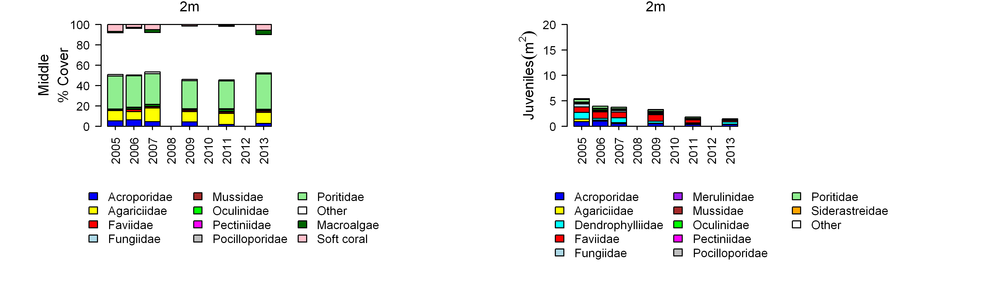 2m
Middle
% Cover
100
80
60
40
20
0
2005
2006
2007
2008
2009
2010
2011
2012
2013
Acroporidae
Agariciidae
Faviidae
Fungiidae
Mussidae
Oculinidae
Pectiniidae
Pocilloporidae
Poritidae
Other
Macroalgae
Soft coral
2m
Juveniles(m²)
20
15
10
5
0
2005
2006
2007
2008
2009
2010
2011
2012
2013
Acroporidae
Agariciidae
Dendrophylliidae
Faviidae
Fungiidae
Merulinidae
Mussidae
Oculinidae
Pectiniidae
Pocilloporidae
Poritidae
Siderastreidae
Other